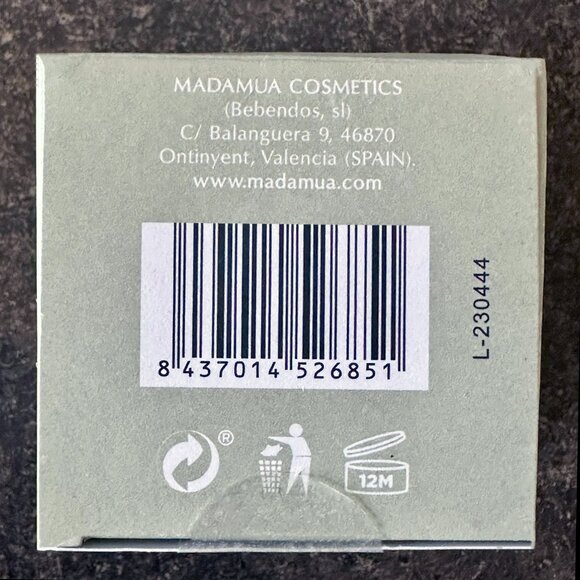 MADAMUA COSMETICS
(Bebendos, sl)
C/ Balanguera 9, 46870
Ontinyent, Valencia (SPAIN).
www.madamua.com
L-230444
8 437014 526851
®
12M